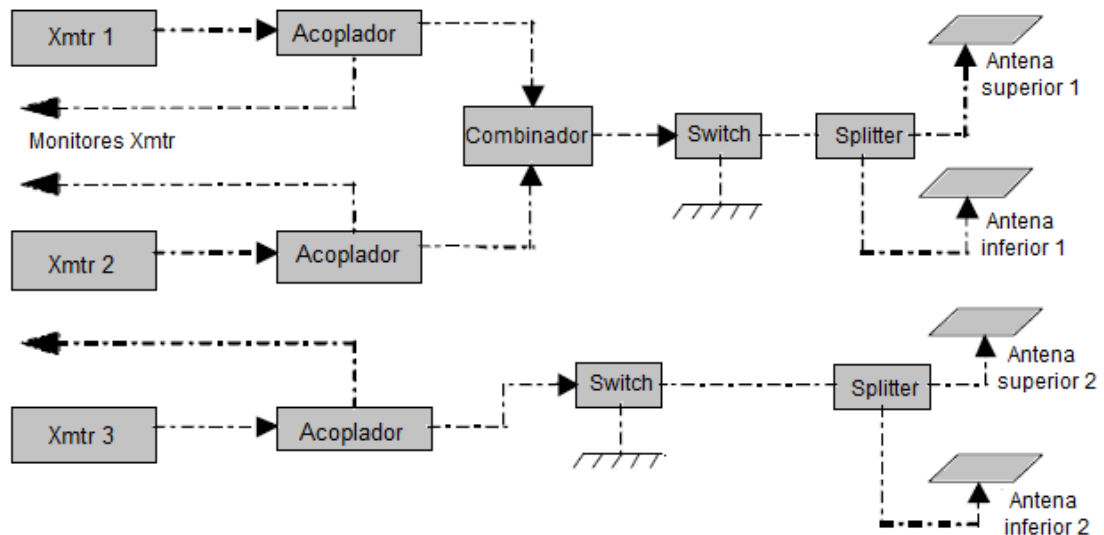 Xmtr 1
Acoplador
Antena
superior 1
Monitores Xmtr
Combinador
Switch
Splitter
Xmtr 2
Acoplador
Antena
inferior 1
Antena
superior 2
Switch
Splitter
Xmtr 3
Acoplador
Antena
inferior 2